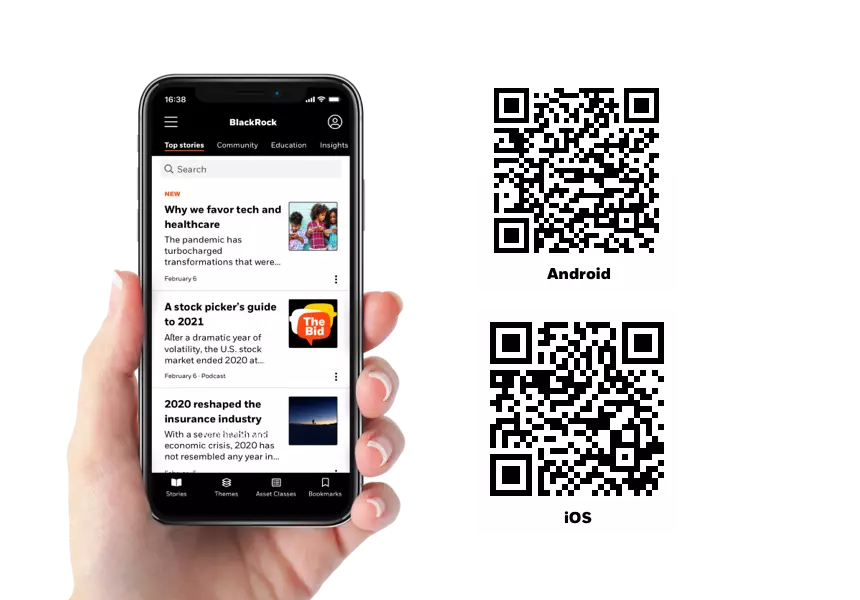 16:38
BlackRock
Top stories Community Education Insights
Search
NEW
Why we favor tech and
healthcare
The pandemic has
turbocharged
transformations that were...
February 6
A stock picker's guide
to 2021
The
Bid
After a dramatic year of
volatility, the U.S. stock
market ended 2020 at...
February 6 · Podcast
2020 reshaped the
insurance industry
With a severe health and
economic crisis, 2020 has
not resembled any year in...
Stories Themes Asset Classes Bookmarks
Android
iOS